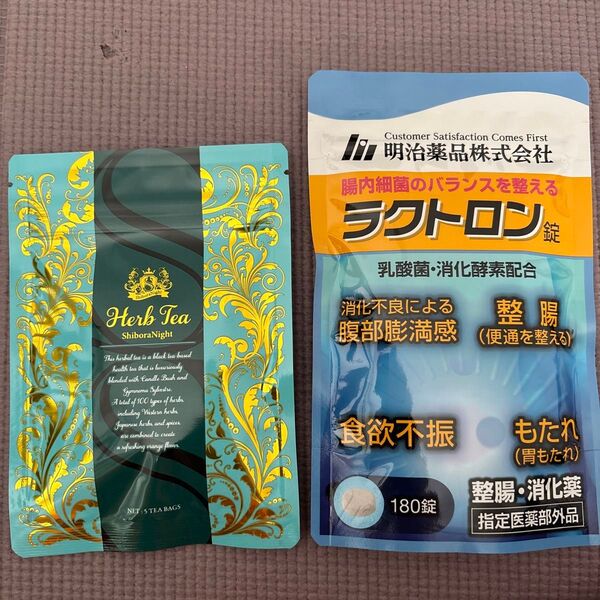 Herb Tea
ShiboraNight
This herbal tea is a black tea-based
health tea that is luxuriously
blended with Candle Bush and
Gymnema Sylvestre.
A total of 100 types of herbs,
including Western herbs,
Japanese herbs, and spices,
are combined to create
a refreshing orange flavor.
NET : 5 TEA BAGS
Customer Satisfaction Comes First
明治薬品株式会社
腸内細菌のバランスを整える
ラクトロン錠
乳酸菌・消化酵素配合
消化不良による
腹部膨満感
整腸
(便通を整える)
食欲不振
もたれ
(胃もたれ)
180錠
整腸・消化薬
指定医薬部外品